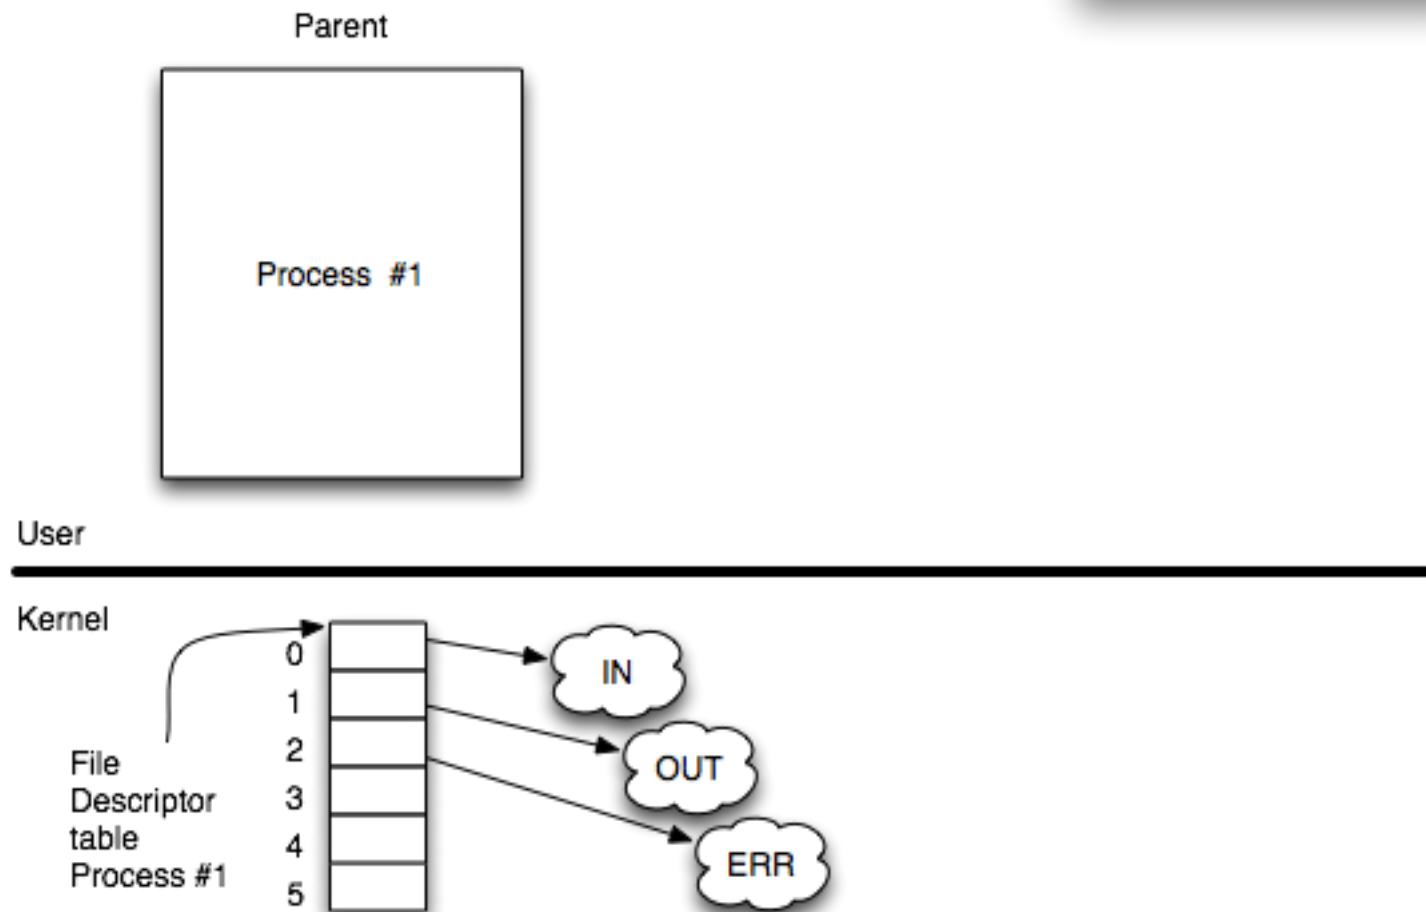 Parent
Process #1
User
Kernel
0
IN
1
OUT
2
ERR
3
4
5
File
Descriptor
table
Process #1